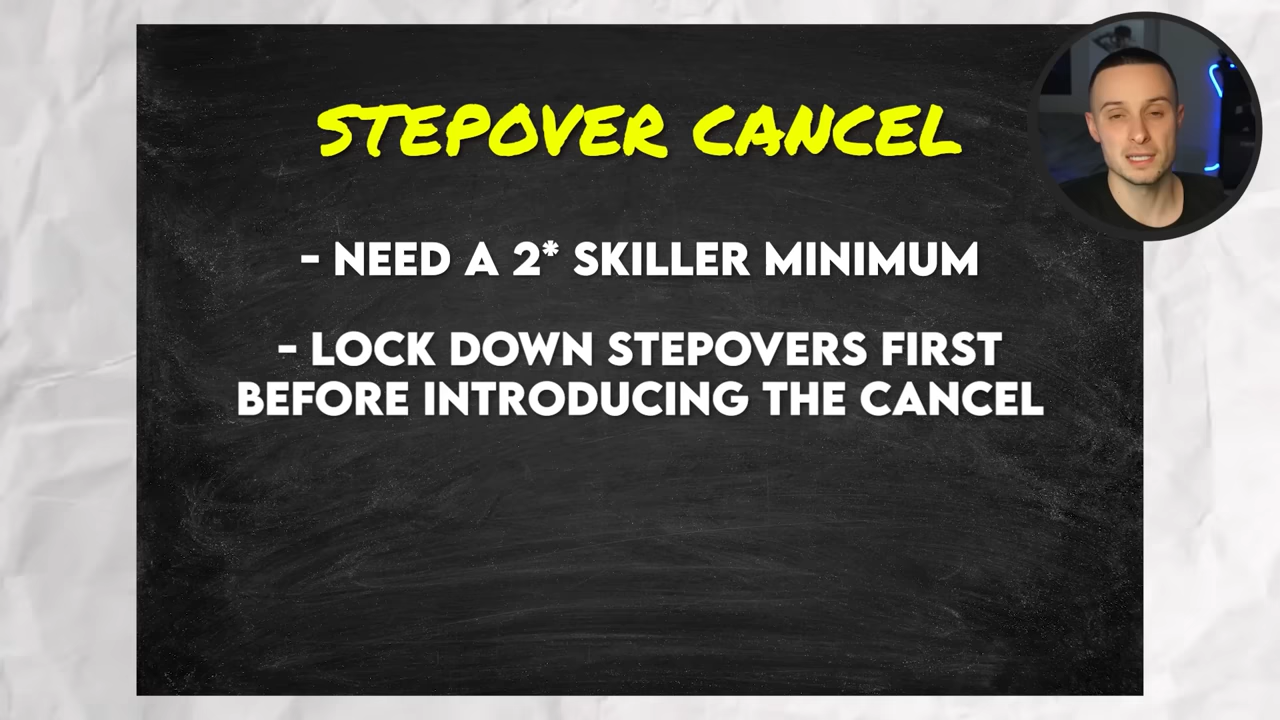 STEPOVER CANCEL
- NEED A 2* SKILLER MINIMUM
- LOCK DOWN STEPOVERS FIRST
BEFORE INTRODUCING THE CANCEL